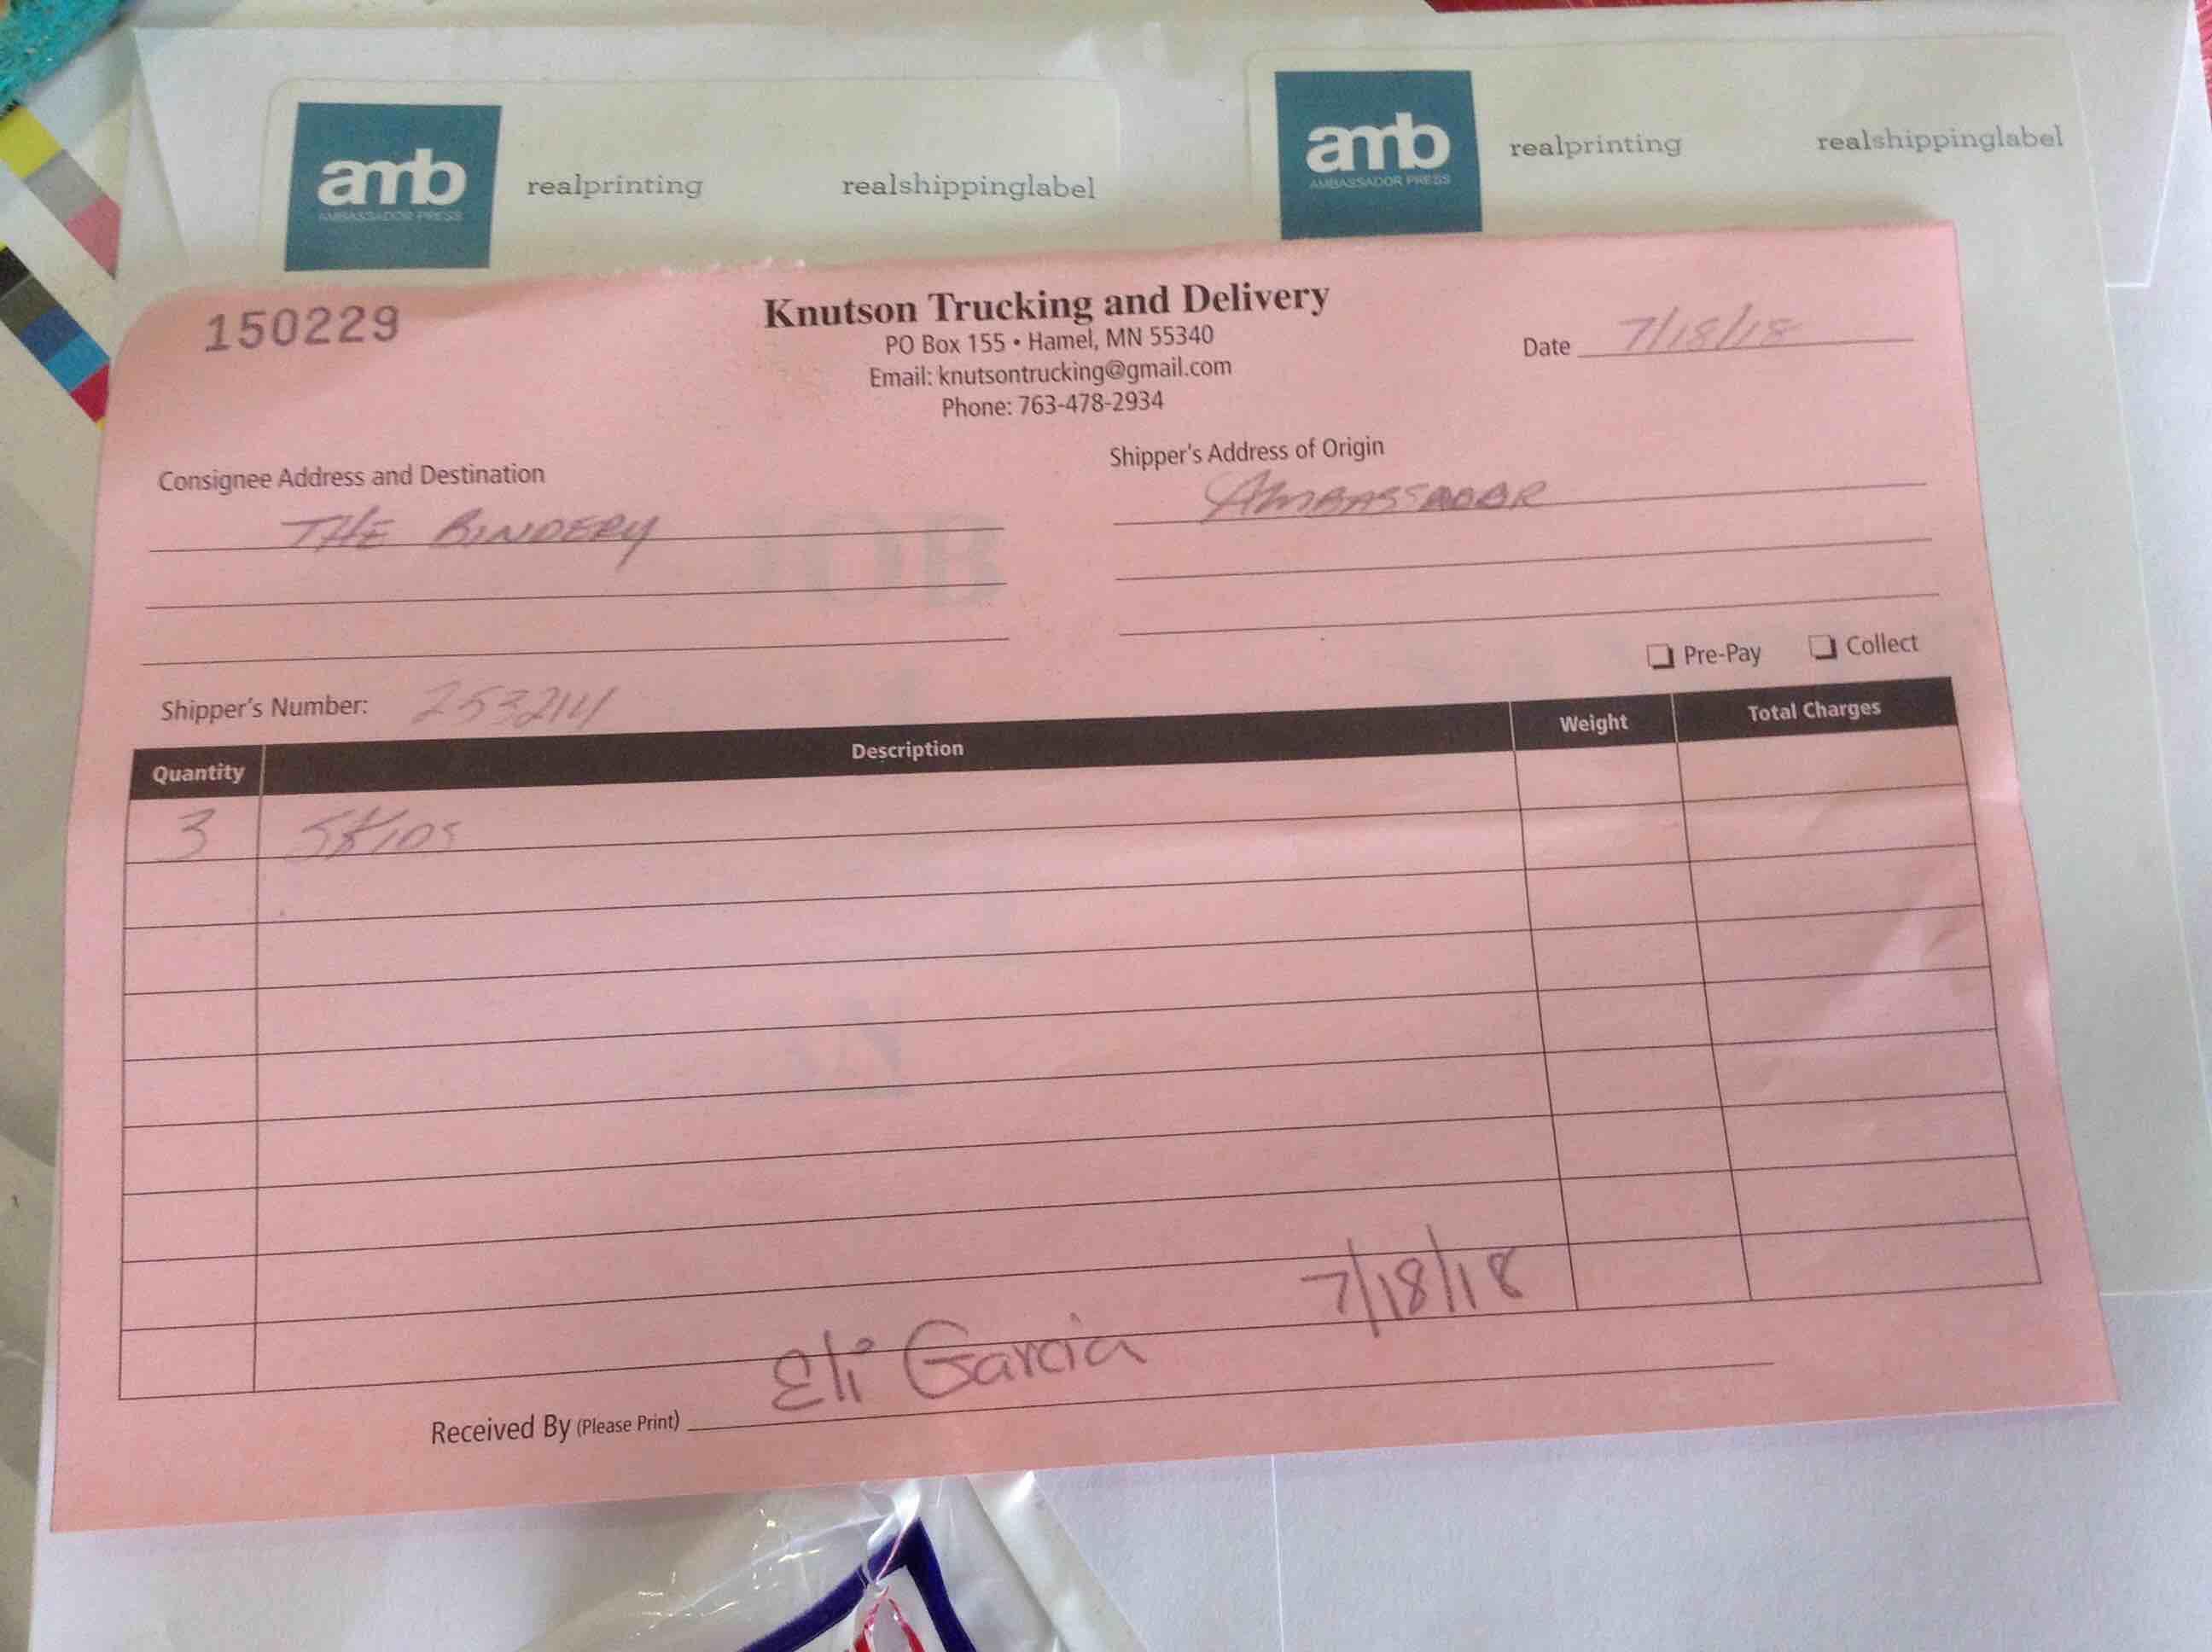 amb
AMBASSADOR PRESS
realprinting
realshippinglabel
amb
AMBASSADOR PRESS
realprinting
realshippinglabel
150229
Knutson Trucking and Delivery
PO Box 155 • Hamel, MN 55340
Email: knutsontrucking@gmail.com
Phone: 763-478-2934
Date 7/18/18
Consignee Address and Destination
THE BINDERY
Shipper's Address of Origin
AMBASSADOR
Pre-Pay
Collect
Shipper's Number: 253214
Quantity Description Weight Total Charges
3 SKIDS
7/18/18
Received By (Please Print) Eli Garcia